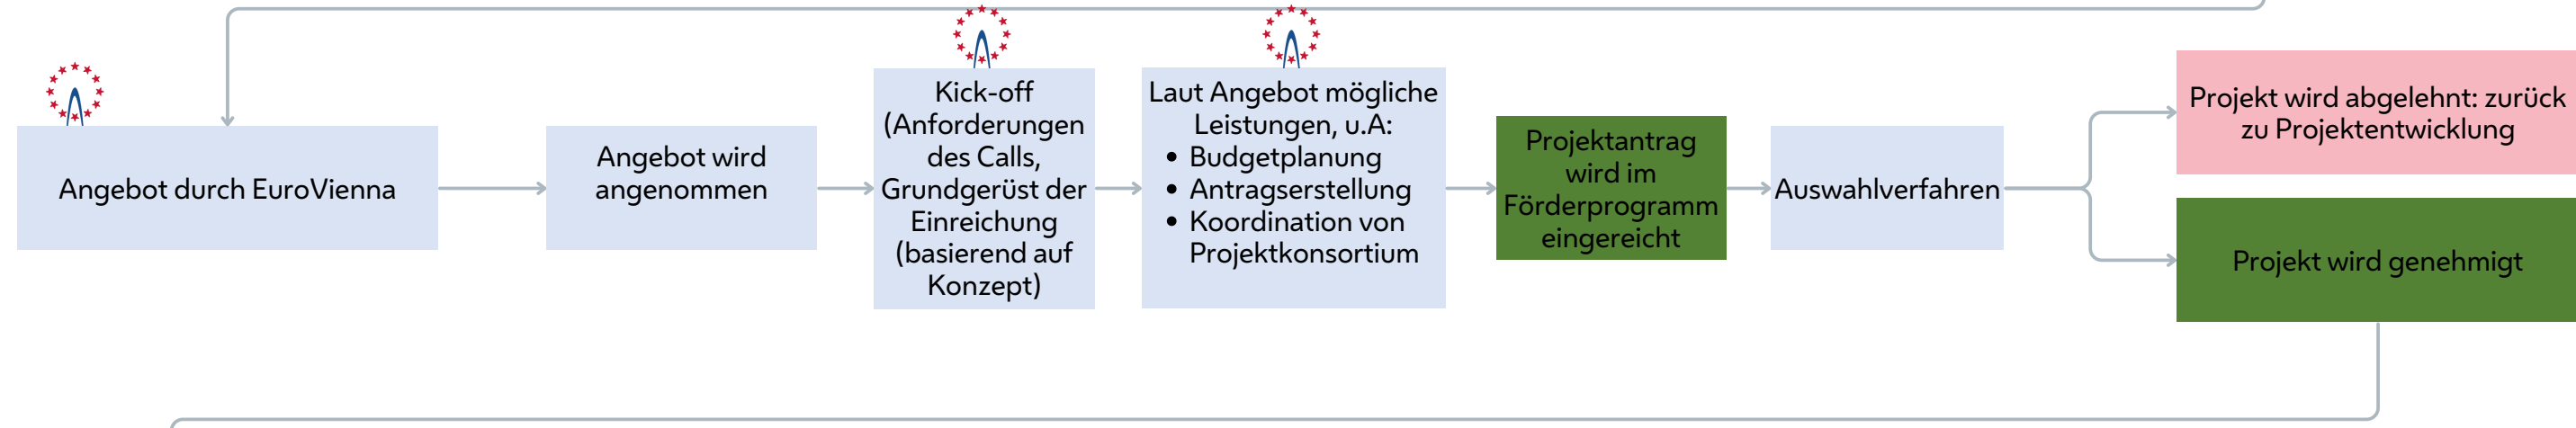 Angebot durch EuroVienna
Angebot wird
angenommen
Kick-off
(Anforderungen
des Calls,
Grundgerüst der
Einreichung
(basierend auf
Konzept)
Laut Angebot mögliche
Leistungen, u.A:
• Budgetplanung
• Antragserstellung
• Koordination von
Projektkonsortium
Projektantrag
wird im
Förderprogramm
eingereicht
Auswahlverfahren
Projekt wird abgelehnt: zurück
zu Projektentwicklung
Projekt wird genehmigt